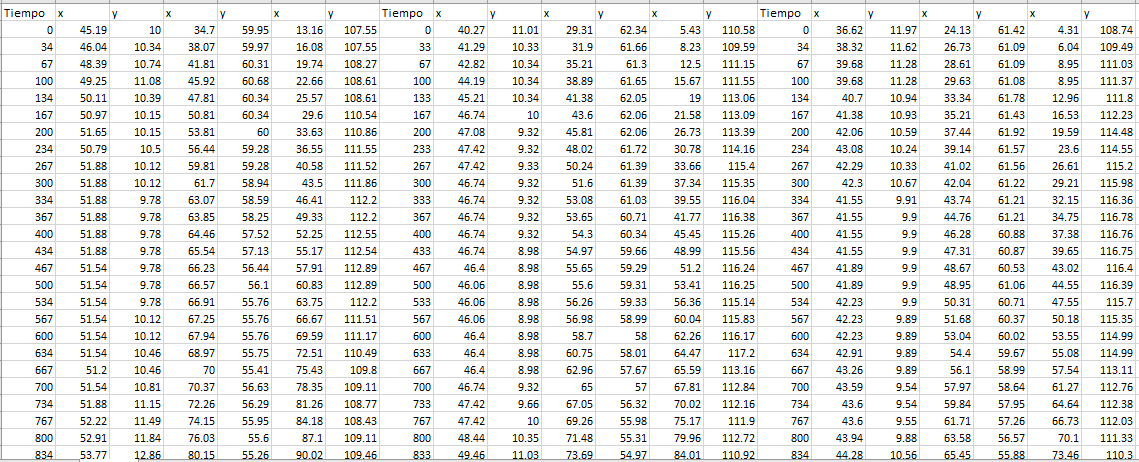 Tiempo x y x y x y Tiempo x y x y x y Tiempo x y x y x y
0 45.19 10 34.7 59.95 13.16 107.55 0 40.27 11.01 29.31 62.34 5.43 110.58 0 36.62 11.97 24.13 61.42 4.31 108.74
34 46.04 10.34 38.07 59.97 16.08 107.55 33 41.29 10.33 31.9 61.66 8.23 109.59 34 38.32 11.62 26.73 61.09 6.04 109.49
67 48.39 10.74 41.81 60.31 19.74 108.27 67 42.82 10.34 35.21 61.3 12.5 111.15 67 39.68 11.28 28.61 61.09 8.95 111.03
100 49.25 11.08 45.92 60.68 22.66 108.61 100 44.19 10.34 38.89 61.65 15.67 111.55 100 39.68 11.28 29.63 61.08 8.95 111.37
134 50.11 10.39 47.81 60.34 25.57 108.61 133 45.21 10.34 41.38 62.05 19 113.06 134 40.7 10.94 33.34 61.78 12.96 111.8
167 50.97 10.15 50.81 60.34 29.6 110.54 167 46.74 10 43.6 62.06 21.58 113.09 167 41.38 10.93 35.21 61.43 16.53 112.23
200 51.65 10.15 53.81 60 33.63 110.86 200 47.08 9.32 45.81 62.06 26.73 113.39 200 42.06 10.59 37.44 61.92 19.59 114.48
234 50.79 10.5 56.44 59.28 36.55 111.55 233 47.42 9.32 48.02 61.72 30.78 114.16 234 43.08 10.24 39.14 61.57 23.6 114.55
267 51.88 10.12 59.81 59.28 40.58 111.52 267 47.42 9.33 50.24 61.39 33.66 115.4 267 42.29 10.33 41.02 61.56 26.61 115.2
300 51.88 10.12 61.7 58.94 43.5 111.86 300 46.74 9.32 51.6 61.39 37.34 115.35 300 42.3 10.67 42.04 61.22 29.21 115.98
334 51.88 9.78 63.07 58.59 46.41 112.2 333 46.74 9.32 53.08 61.03 39.55 116.04 334 41.55 9.91 43.74 61.21 32.15 116.36
367 51.88 9.78 63.85 58.25 49.33 112.2 367 46.74 9.32 53.65 60.71 41.77 116.38 367 41.55 9.9 44.76 61.21 34.75 116.78
400 51.88 9.78 64.46 57.52 52.25 112.55 400 46.74 9.32 54.3 60.34 45.45 115.26 400 41.55 9.9 46.28 60.88 37.38 116.76
434 51.88 9.78 65.54 57.13 55.17 112.54 433 46.74 8.98 54.97 59.66 48.99 115.56 434 41.55 9.9 47.31 60.87 39.65 116.75
467 51.54 9.78 66.23 56.44 57.91 112.89 467 46.4 8.98 55.65 59.29 51.2 116.24 467 41.89 9.9 48.67 60.53 43.02 116.4
500 51.54 9.78 66.57 56.1 60.83 112.89 500 46.06 8.98 55.6 59.31 53.41 116.25 500 41.89 9.9 48.95 61.06 44.55 116.39
534 51.54 9.78 66.91 55.76 63.75 112.2 533 46.06 8.98 56.26 59.33 56.36 115.14 534 42.23 9.9 50.31 60.71 47.55 115.7
567 51.54 10.12 67.25 55.76 66.67 111.51 567 46.06 8.98 56.98 58.99 60.04 115.83 567 42.23 9.89 51.68 60.37 50.18 115.35
600 51.54 10.12 67.94 55.76 69.59 111.17 600 46.4 8.98 58.7 58 62.26 116.17 600 42.23 9.89 53.04 60.02 53.55 114.99
634 51.54 10.46 68.97 55.75 72.51 110.49 633 46.4 8.98 60.75 58.01 64.47 117.2 634 42.91 9.89 54.4 59.67 55.08 114.99
667 51.2 10.46 70 55.41 75.43 109.8 667 46.4 8.98 62.96 57.67 65.59 113.16 667 43.26 9.89 56.1 58.99 57.54 113.11
700 51.54 10.81 70.37 56.63 78.35 109.11 700 46.74 9.32 65 57 67.81 112.84 700 43.59 9.54 57.97 58.64 61.27 112.76
734 51.88 11.15 72.26 56.29 81.26 108.77 733 47.42 9.66 67.05 56.32 70.02 112.16 734 43.6 9.54 59.84 57.95 64.64 112.38
767 52.22 11.49 74.15 55.95 84.18 108.43 767 47.42 10 69.26 55.98 75.17 111.9 767 43.6 9.55 61.71 57.26 66.73 112.03
800 52.91 11.84 76.03 55.6 87.1 109.11 800 48.44 10.35 71.48 55.31 79.96 112.72 800 43.94 9.88 63.58 56.57 70.1 111.33
834 53.77 12.86 80.15 55.26 90.02 109.46 833 49.46 11.03 73.69 54.97 84.01 110.92 834 44.28 10.56 65.45 55.88 73.46 110.3